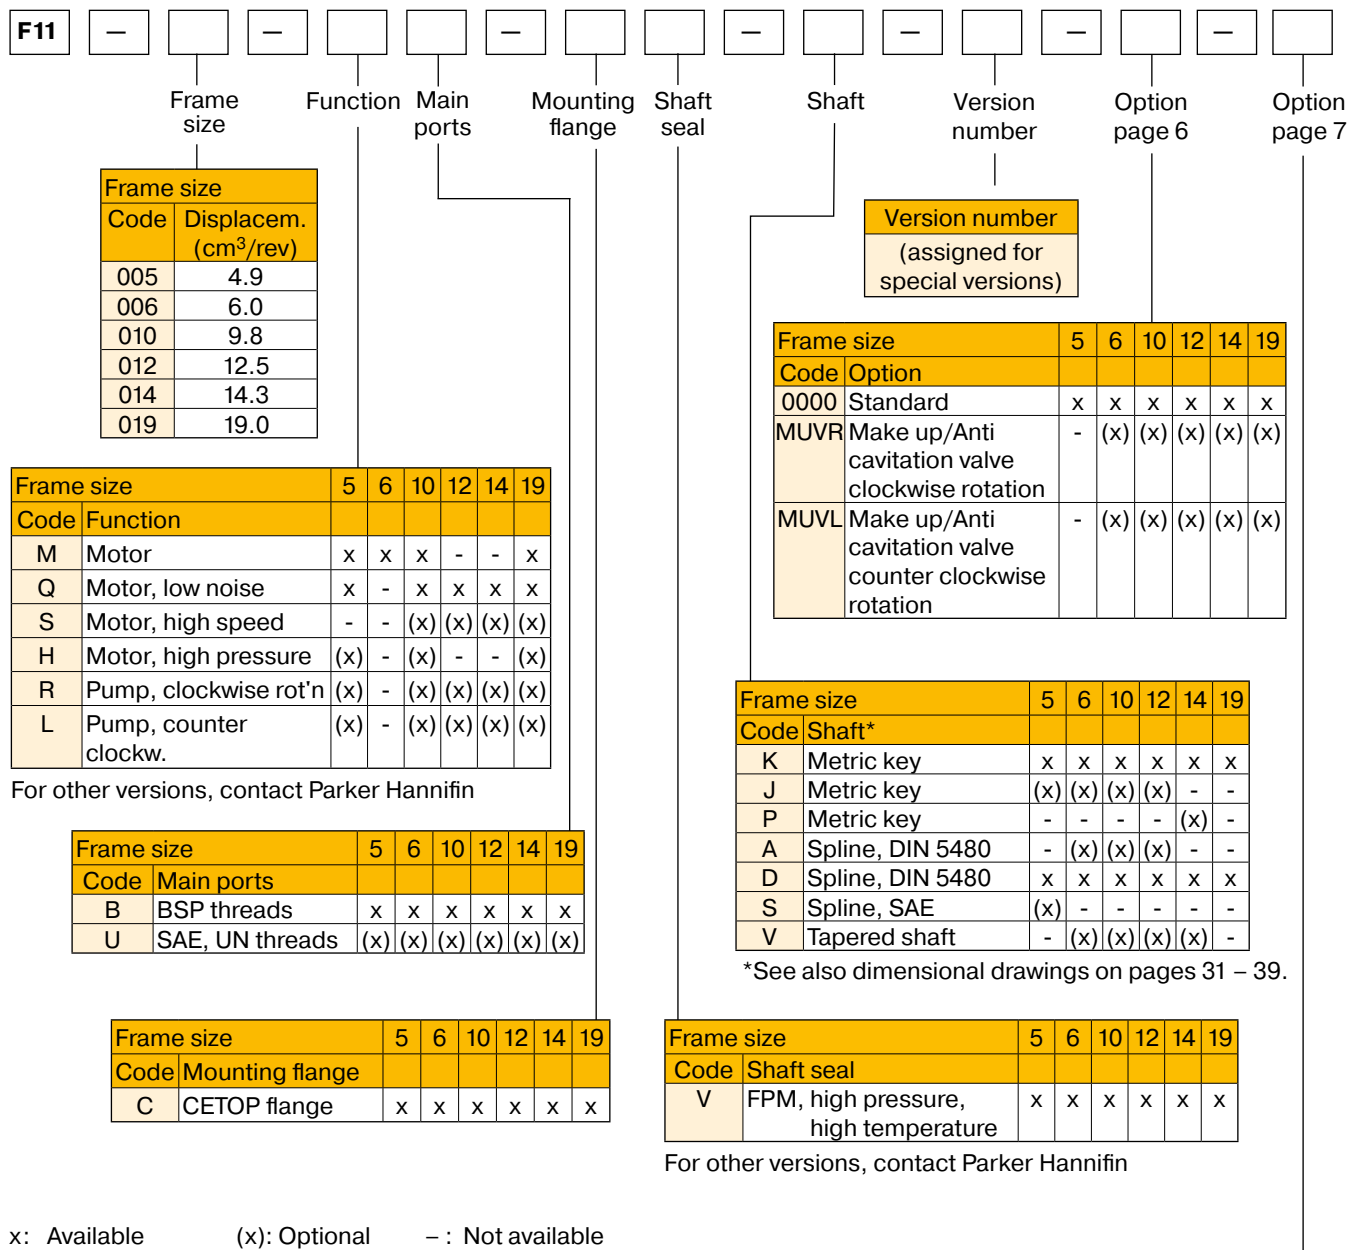 F11 – – – – – – –
Frame size
Function
Main ports
Mounting flange
Shaft seal
Shaft
Version number
Option page 6
Option page 7
Frame size
Code Displacem. (cm³/rev)
005 4.9
006 6.0
010 9.8
012 12.5
014 14.3
019 19.0
Version number
(assigned for
special versions)
Frame size 5 6 10 12 14 19
Code Option
0000 Standard x x x x x x
MUVR Make up/Anti - (x) (x) (x) (x) (x)
cavitation valve
clockwise rotation
MUVL Make up/Anti - (x) (x) (x) (x) (x)
cavitation valve
counter clockwise
rotation
Frame size 5 6 10 12 14 19
Code Function
M Motor x x x - - x
Q Motor, low noise x - x x x x
S Motor, high speed - - (x) (x) (x) (x)
H Motor, high pressure (x) - (x) - - (x)
R Pump, clockwise rot'n (x) - (x) (x) (x) (x)
L Pump, counter (x) - (x) (x) (x) (x)
clockw.
For other versions, contact Parker Hannifin
Frame size 5 6 10 12 14 19
Code Shaft*
K Metric key x x x x x x
J Metric key (x) (x) (x) (x) - -
P Metric key - - - - (x) -
A Spline, DIN 5480 - (x) (x) (x) - -
D Spline, DIN 5480 x x x x x x
S Spline, SAE (x) - - - - -
V Tapered shaft - (x) (x) (x) (x) -
*See also dimensional drawings on pages 31 – 39.
Frame size 5 6 10 12 14 19
Code Main ports
B BSP threads x x x x x x
U SAE, UN threads (x) (x) (x) (x) (x) (x)
Frame size 5 6 10 12 14 19
Code Mounting flange
C CETOP flange x x x x x x
Frame size 5 6 10 12 14 19
Code Shaft seal
V FPM, high pressure, x x x x x x
high temperature
For other versions, contact Parker Hannifin
x: Available (x): Optional – : Not available